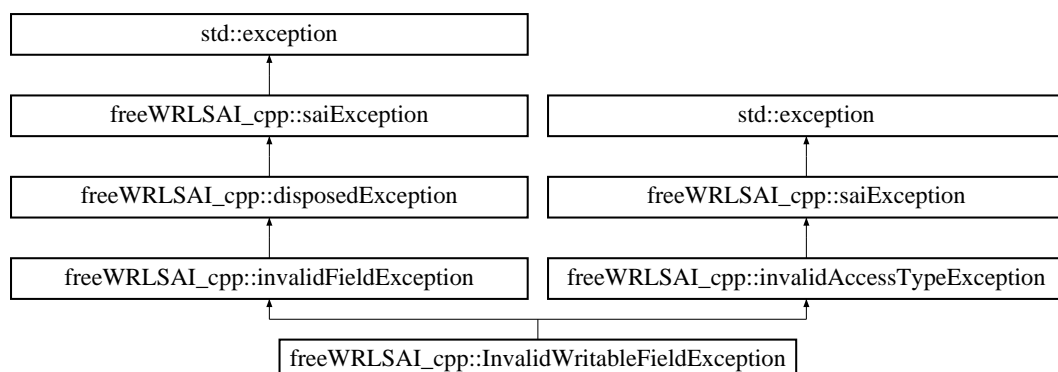 std::exception
freeWRLSAI_cpp::saiException
std::exception
freeWRLSAI_cpp::disposedException
freeWRLSAI_cpp::saiException
freeWRLSAI_cpp::invalidFieldException
freeWRLSAI_cpp::invalidAccessTypeException
freeWRLSAI_cpp::InvalidWritableFieldException